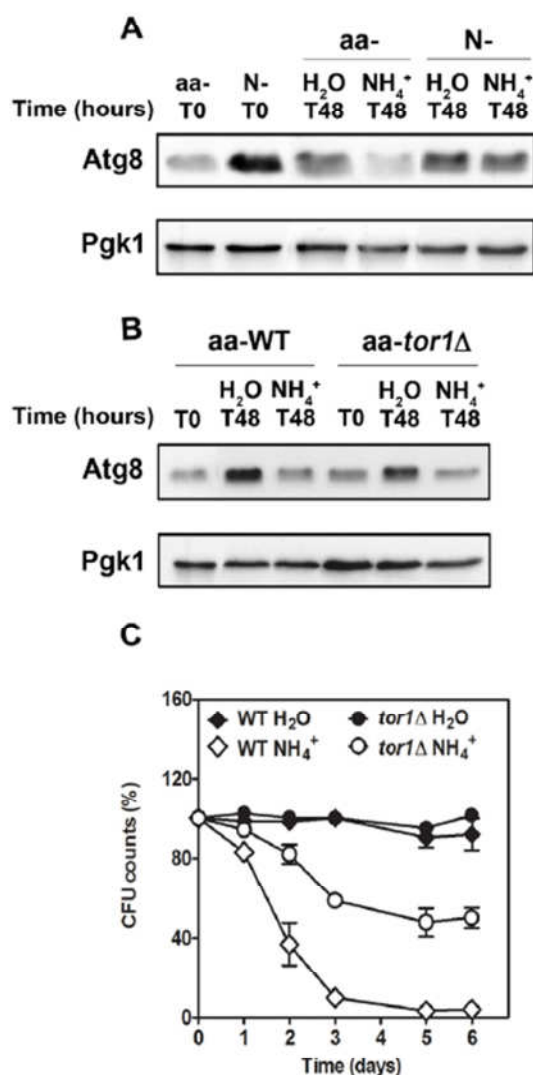 A
aa- N-
aa- N- H₂O NH₄⁺ H₂O NH₄⁺
Time (hours) T0 T0 T48 T48 T48 T48
Atg8
Pgk1
B
aa-WT aa-tor1Δ
H₂O NH₄⁺ H₂O NH₄⁺
Time (hours) T0 T48 T48 T0 T48 T48
Atg8
Pgk1
C
160
WT H₂O tor1Δ H₂O
WT NH₄⁺ tor1Δ NH₄⁺
120
80
40
0
CFU counts (%)
0 1 2 3 4 5 6
Time (days)